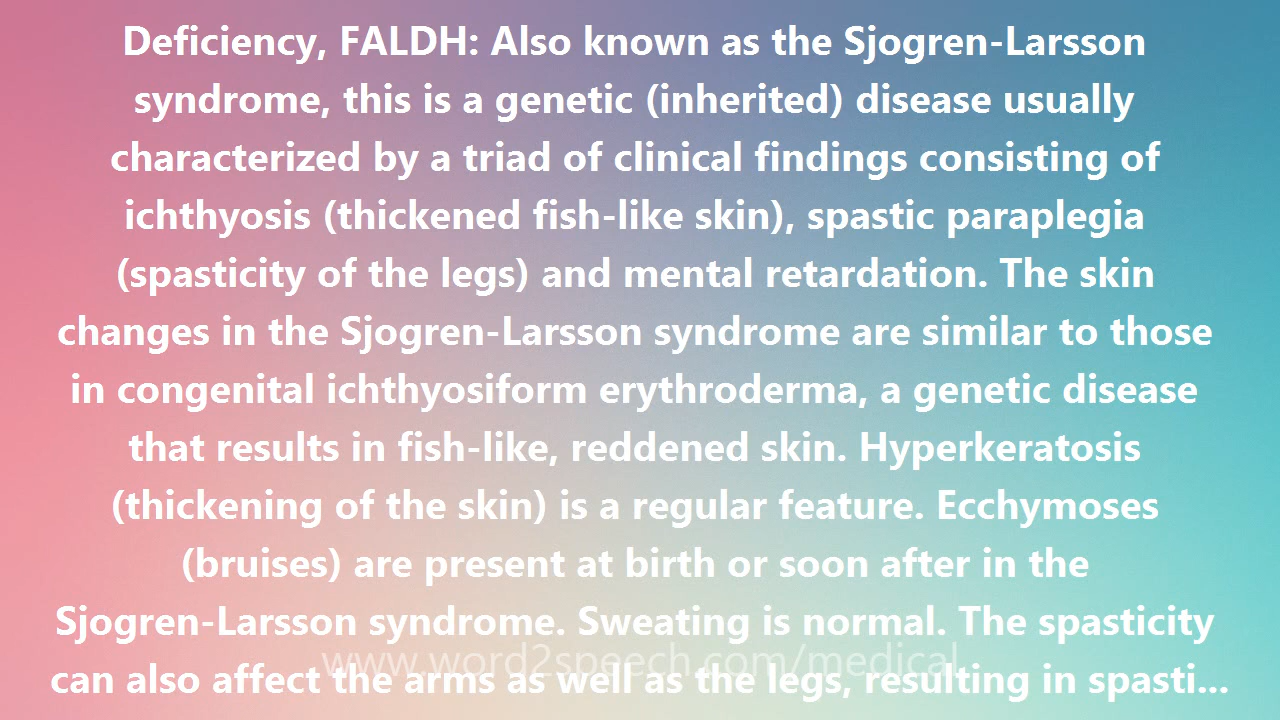 Deficiency, FALDH: Also known as the Sjogren-Larsson
syndrome, this is a genetic (inherited) disease usually
characterized by a triad of clinical findings consisting of
ichthyosis (thickened fish-like skin), spastic paraplegia
(spasticity of the legs) and mental retardation. The skin
changes in the Sjogren-Larsson syndrome are similar to those
in congenital ichthyosiform erythroderma, a genetic disease
that results in fish-like, reddened skin. Hyperkeratosis
(thickening of the skin) is a regular feature. Ecchymoses
(bruises) are present at birth or soon after in the
Sjogren-Larsson syndrome. Sweating is normal. The spasticity
www.word2speech.com/medical
can also affect the arms as well as the legs, resulting in spasti...